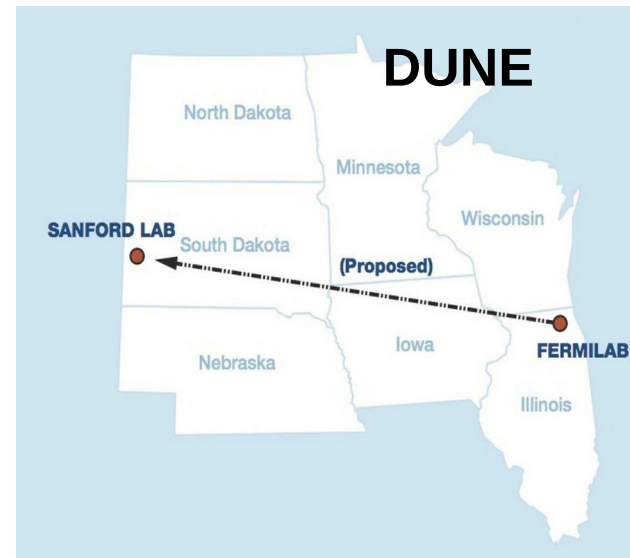 DUNE
North Dakota
Minnesota
Wisconsin
SANFORD LAB
South Dakota
(Proposed)
Iowa
FERMILAB
Nebraska
Illinois